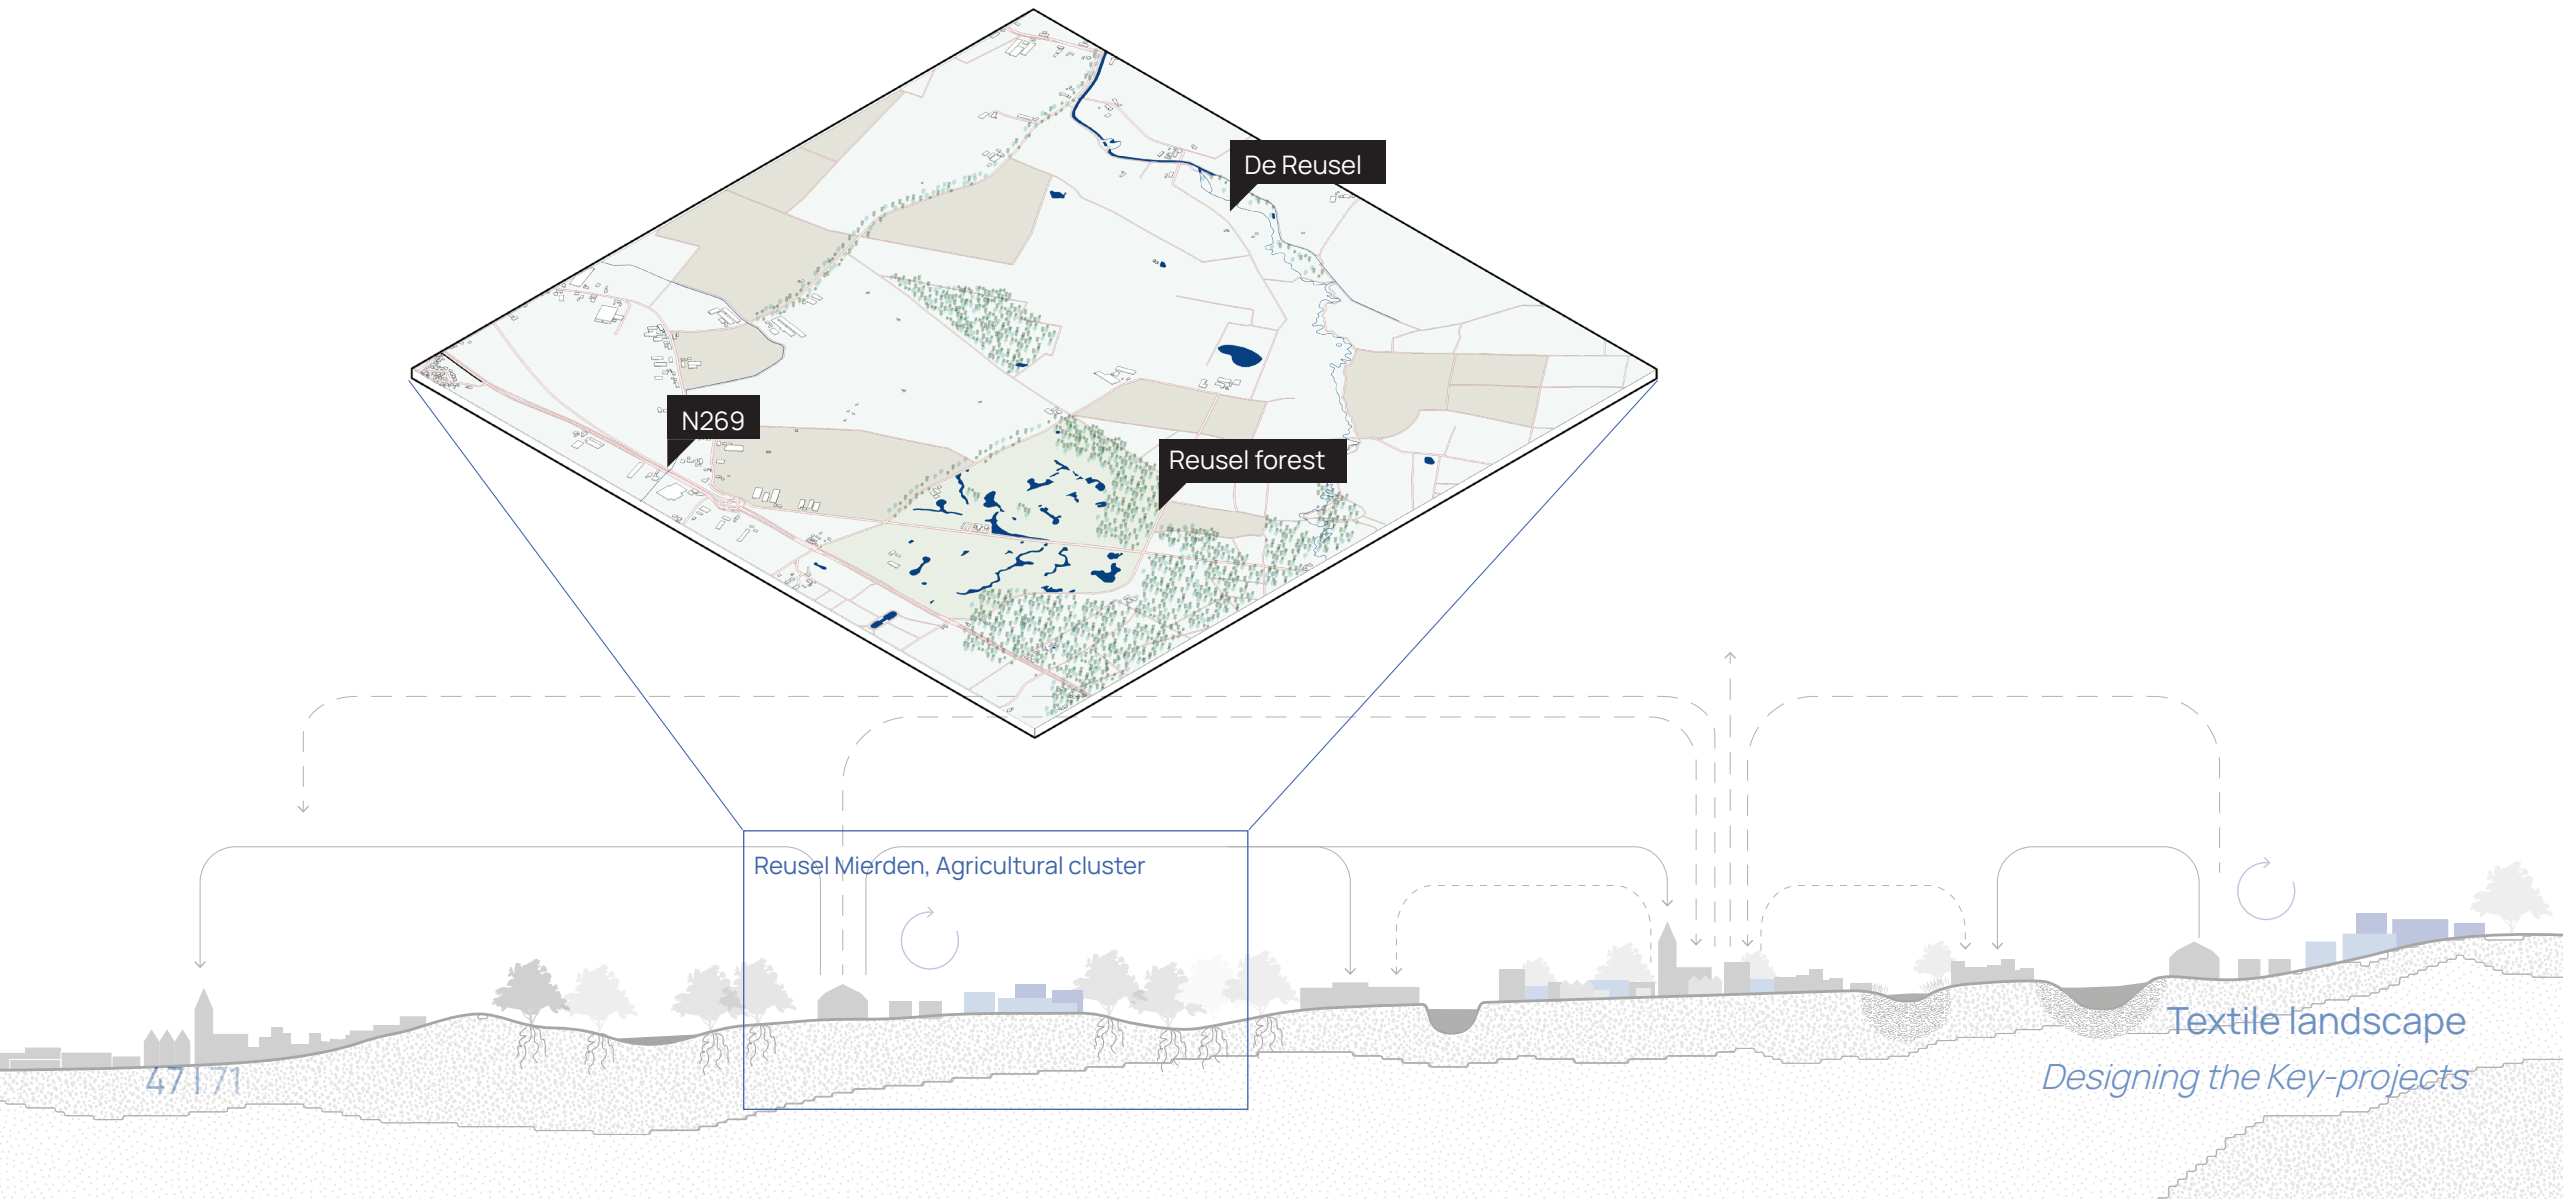 De Reusel
N269
Reusel forest
Reusel Mierden, Agricultural cluster
Textile landscape
Designing the Key-projects
47 | 71